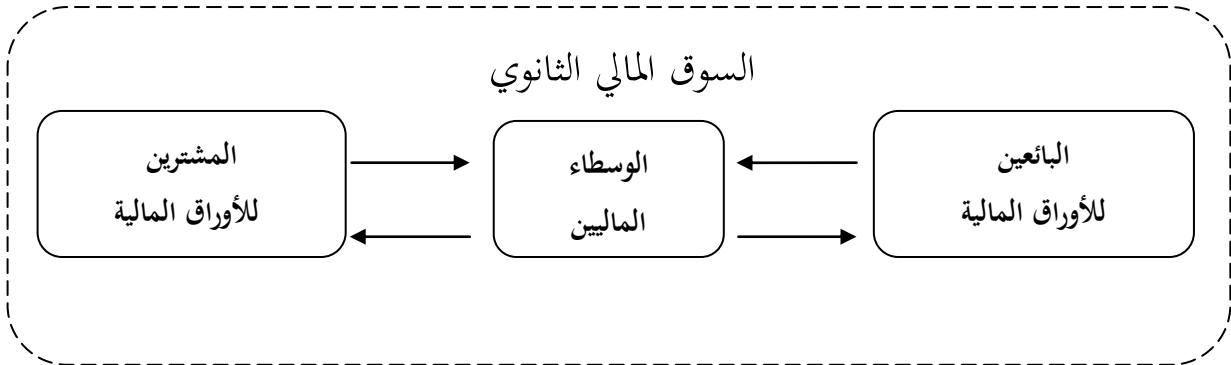 السوق المالي الثانوي
البائعين
للأوراق المالية
الوسطاء
الماليين
المشترين
للأوراق المالية